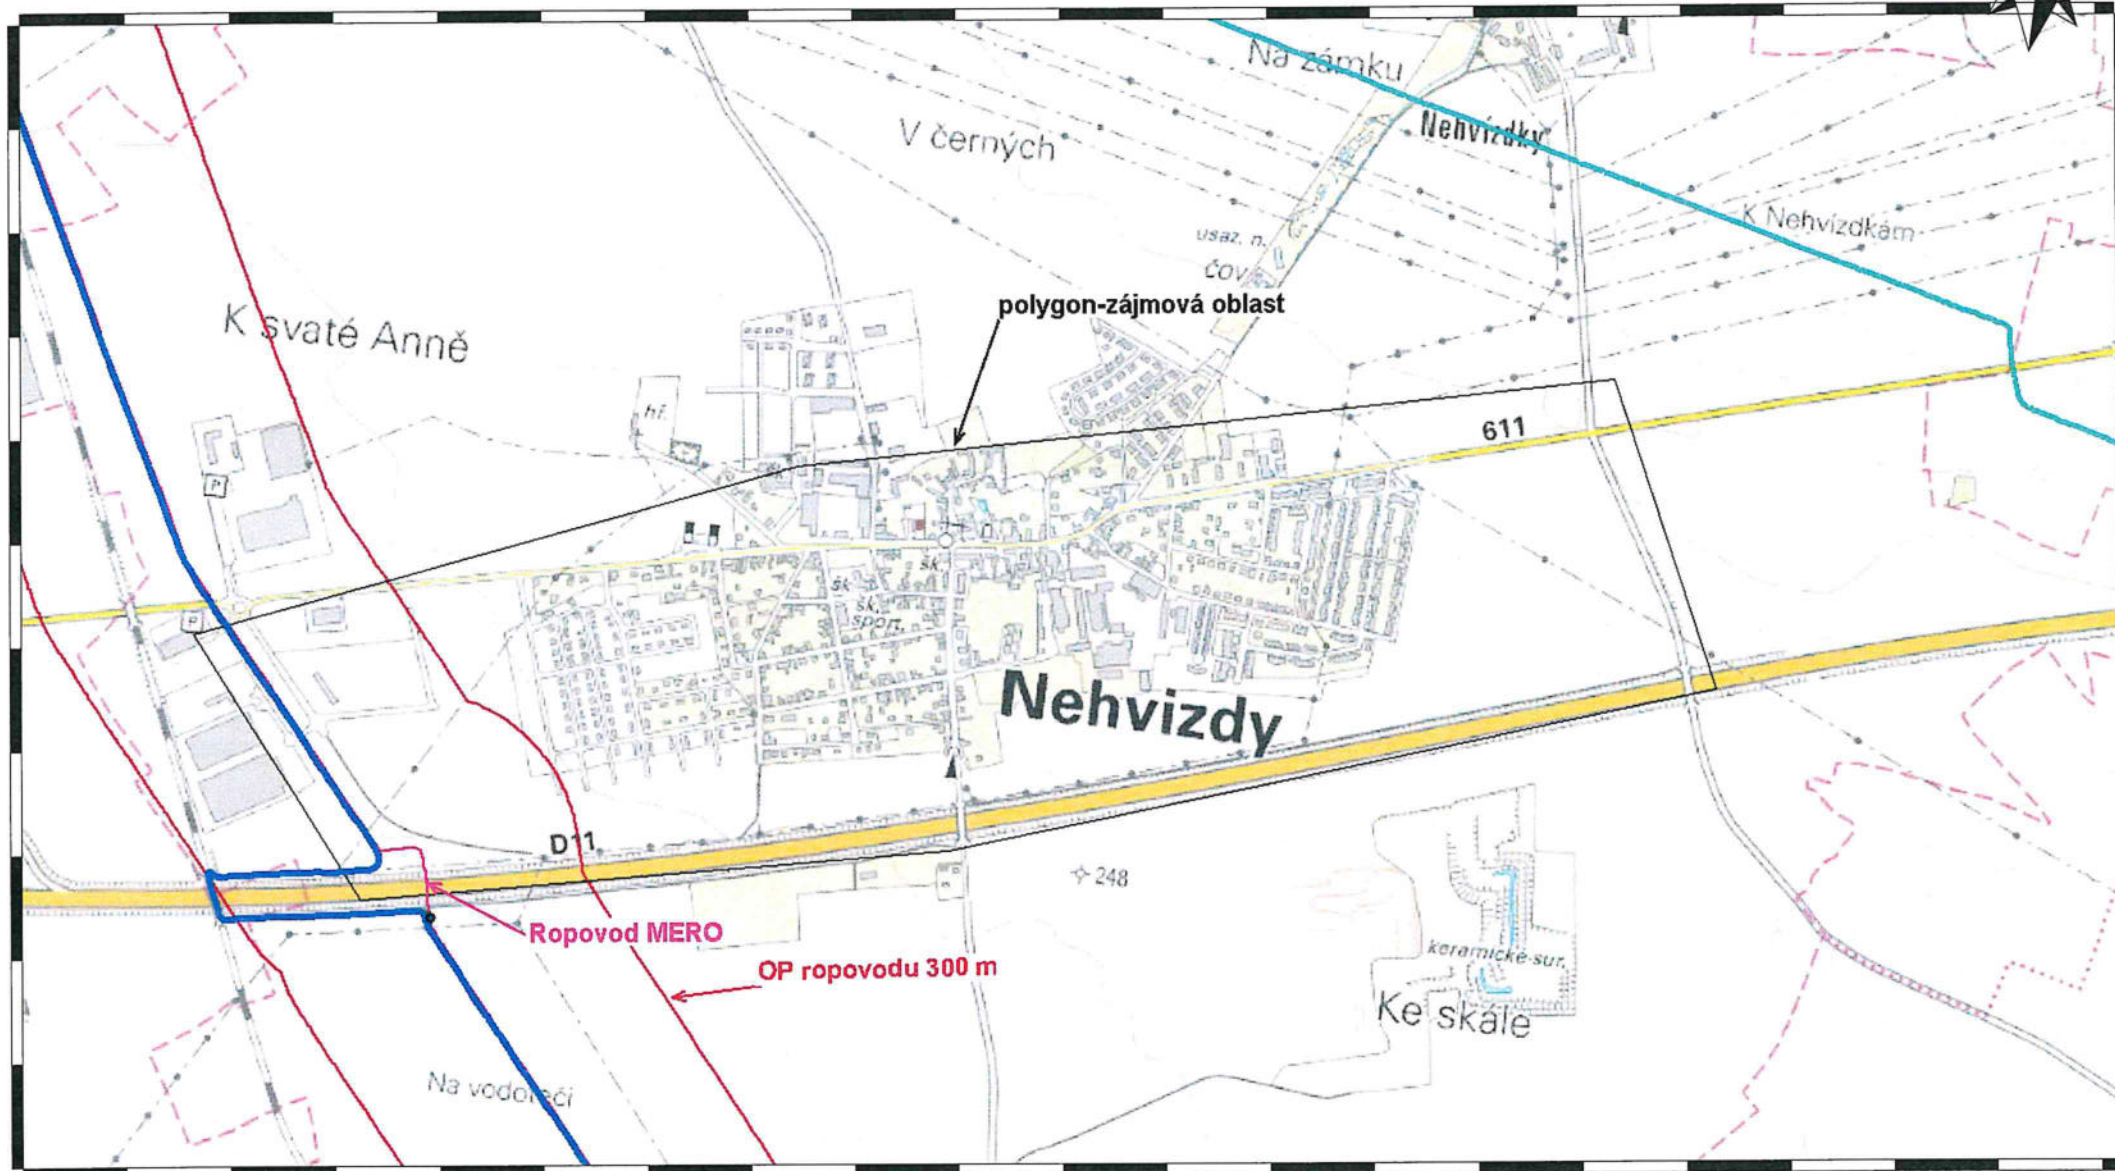 Na zámku
Nehvízdky
V černých
K Nehvízdkám
usaz. n.
ČOV
polygon-zájmová oblast
K svaté Anně
hř.
611
P
šk.
šk.
šk.
sport.
P
Nehvizdy
D11
248
Ropovod MERO
OP ropovodu 300 m
keramické sur.
Ke skále
Na vodoteči